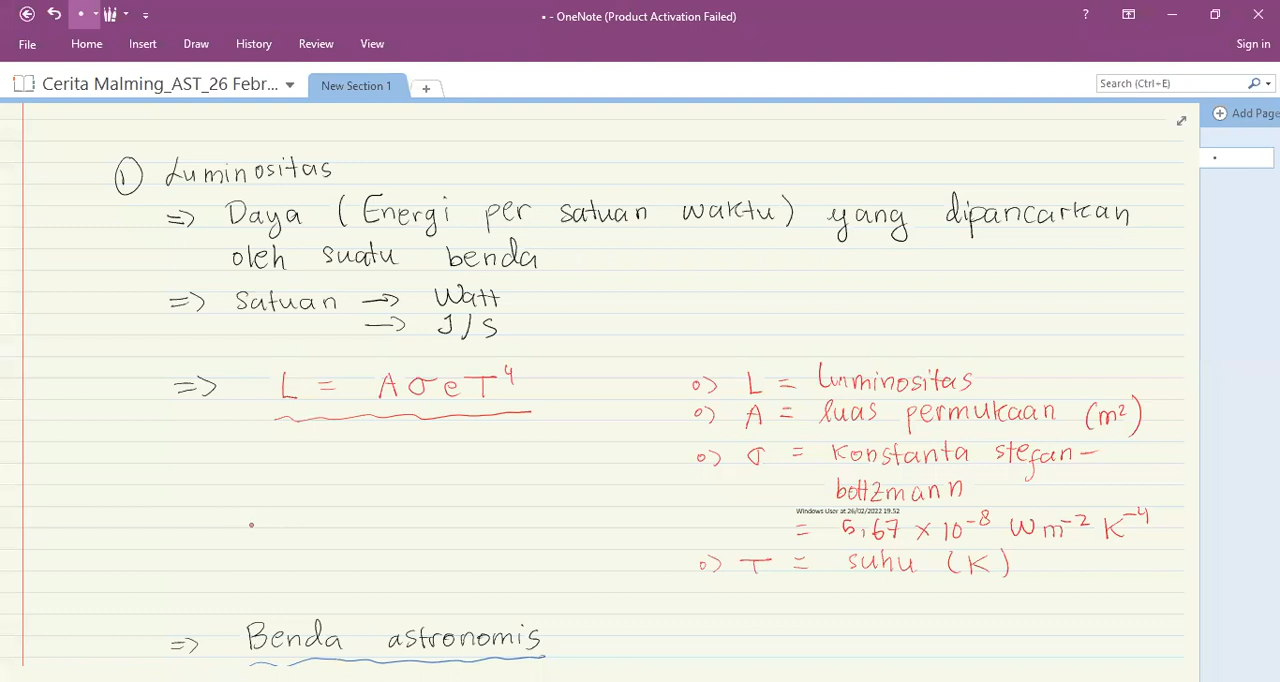 • - OneNote (Product Activation Failed)
?
File Home Insert Draw History Review View
Sign in
Cerita Malming_AST_26 Febr...
New Section 1
+
Search (Ctrl+E)
Add Page
1 Luminositas
=> Daya (Energi per satuan waktu) yang dipancarkan
oleh suatu benda
=> Satuan → Watt
→ J/s
=> L = AσeT⁴
o> L = Luminositas
o> A = luas permukaan (m²)
o> σ = konstanta stefan-
boltzmann
Windows User at 26/02/2022 19.52
= 5,67 × 10⁻⁸ Wm⁻² K⁻⁴
o> T = suhu (K)
=> Benda astronomis